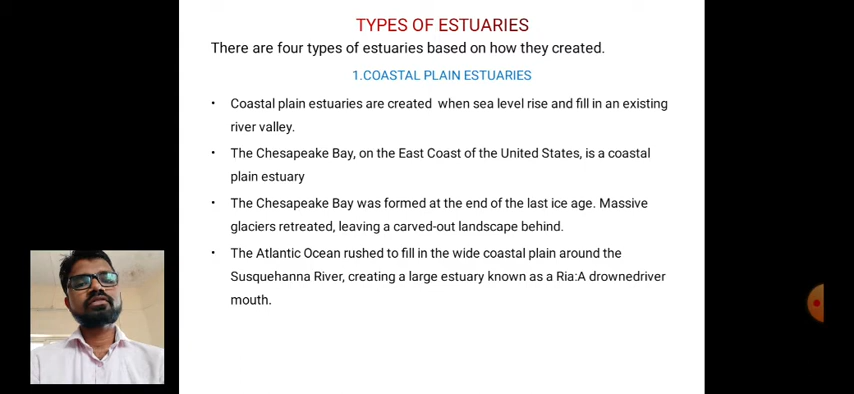 TYPES OF ESTUARIES
There are four types of estuaries based on how they created.
1.COASTAL PLAIN ESTUARIES
• Coastal plain estuaries are created when sea level rise and fill in an existing
river valley.
• The Chesapeake Bay, on the East Coast of the United States, is a coastal
plain estuary
• The Chesapeake Bay was formed at the end of the last ice age. Massive
glaciers retreated, leaving a carved-out landscape behind.
• The Atlantic Ocean rushed to fill in the wide coastal plain around the
Susquehanna River, creating a large estuary known as a Ria:A drownedriver
mouth.